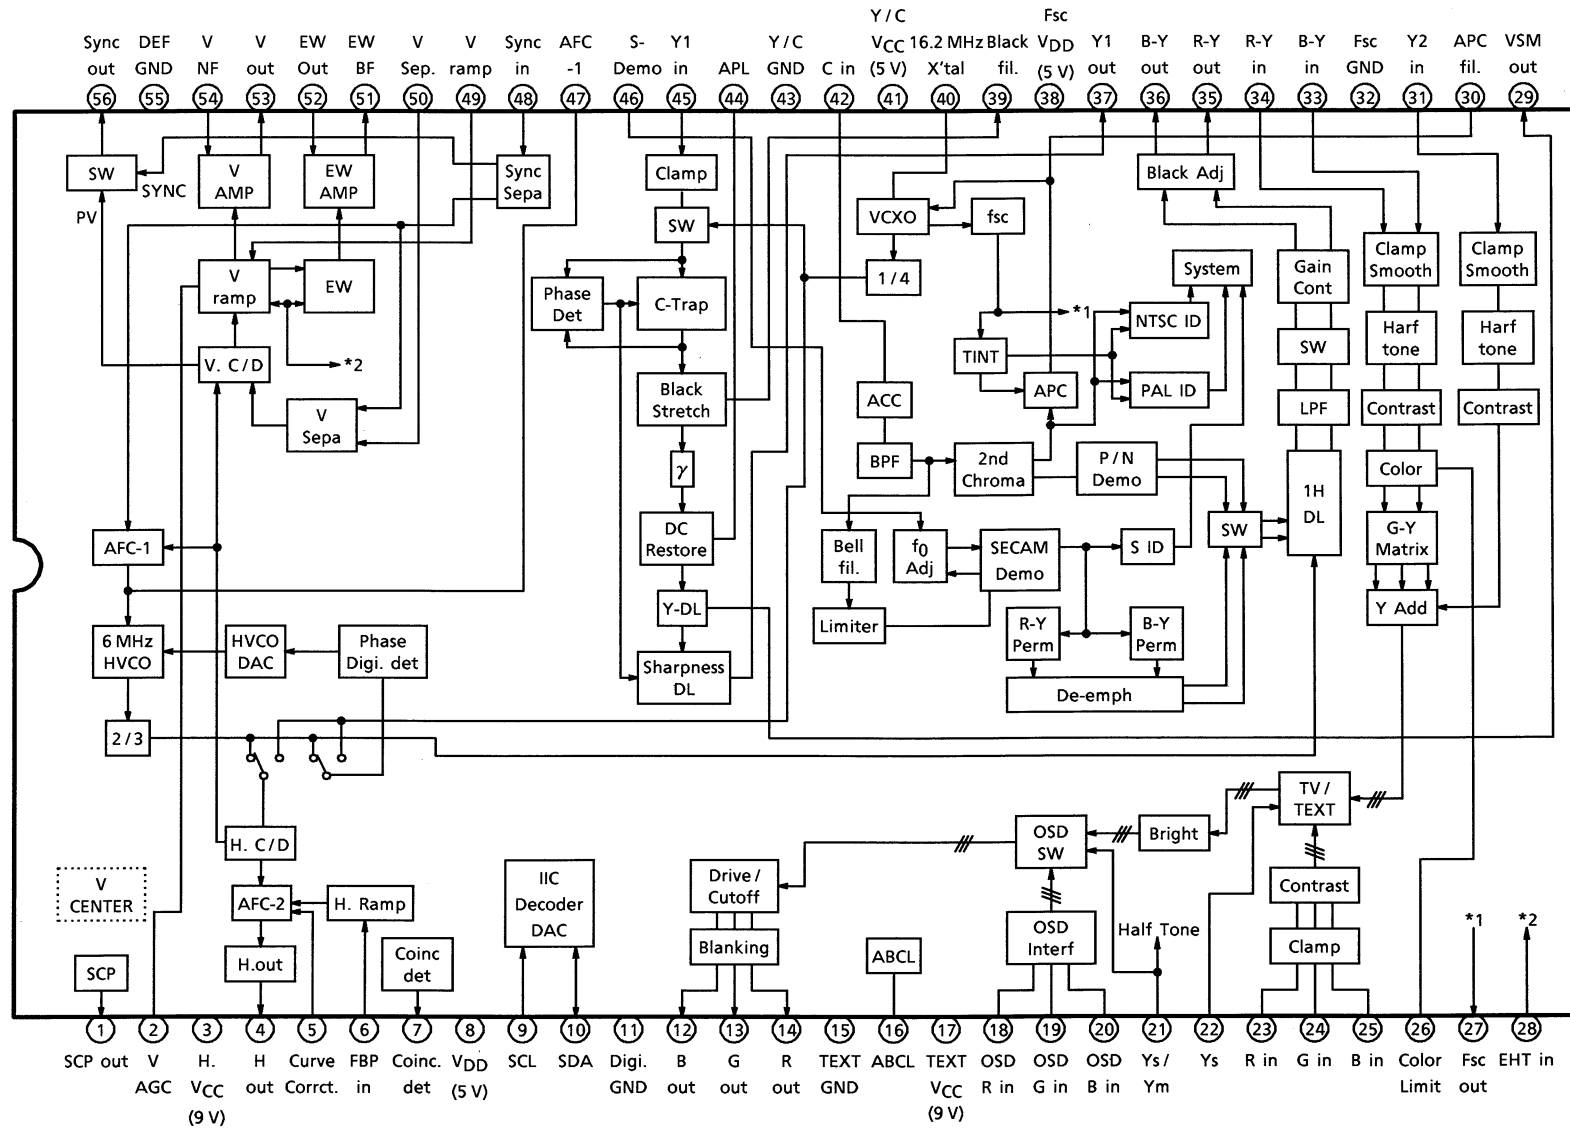 Y / C Fsc
Sync DEF V V EW EW V V Sync AFC S- Y1 Y / C VCC 16.2 MHz Black VDD Y1 B-Y R-Y R-Y B-Y Fsc Y2 APC VSM
out GND NF out Out BF Sep. ramp in -1 Demo in APL GND C in (5 V) X'tal fil. (5 V) out out out in in GND in fil. out
56 55 54 53 52 51 50 49 48 47 46 45 44 43 42 41 40 39 38 37 36 35 34 33 32 31 30 29
SW
SYNC
PV
V
AMP
EW
AMP
Sync
Sepa
Clamp
SW
Black Adj
VCXO
fsc
1 / 4
System
Gain
Cont
Clamp
Smooth
Clamp
Smooth
V
ramp
EW
Phase
Det
C-Trap
*1
NTSC ID
SW
Harf
tone
Harf
tone
V. C / D
*2
TINT
APC
PAL ID
Black
Stretch
ACC
LPF
Contrast
Contrast
V
Sepa
γ
BPF
2nd
Chroma
P / N
Demo
1H
DL
Color
AFC-1
DC
Restore
Bell
fil.
f0
Adj
SECAM
Demo
S ID
SW
G-Y
Matrix
Y-DL
Limiter
R-Y
Perm
B-Y
Perm
Y Add
6 MHz
HVCO
HVCO
DAC
Phase
Digi. det
Sharpness
DL
De-emph
2 / 3
TV /
TEXT
H. C / D
OSD
SW
Bright
V
CENTER
AFC-2
H. Ramp
IIC
Decoder
DAC
Drive /
Cutoff
Contrast
H.out
Coinc
det
Blanking
ABCL
OSD
Interf
Half Tone
Clamp
*1
*2
SCP
1 2 3 4 5 6 7 8 9 10 11 12 13 14 15 16 17 18 19 20 21 22 23 24 25 26 27 28
SCP out V H. H Curve FBP Coinc. VDD SCL SDA Digi. B G R TEXT ABCL TEXT OSD OSD OSD Ys / Ys R in G in B in Color Fsc EHT in
AGC VCC out Corrct. in det (5 V) GND out out out GND VCC R in G in B in Ym Limit out
(9 V) (9 V)